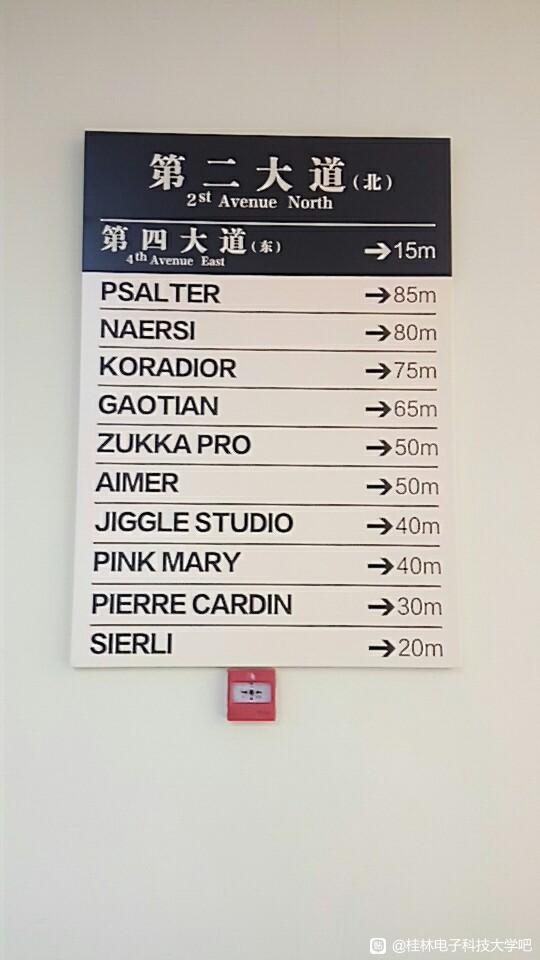 第二大道(北)
2st Avenue North
第四大道(东) →15m
4th Avenue East
PSALTER →85m
NAERSI →80m
KORADIOR →75m
GAOTIAN →65m
ZUKKA PRO →50m
AIMER →50m
JIGGLE STUDIO →40m
PINK MARY →40m
PIERRE CARDIN →30m
SIERLI →20m
贴 @桂林电子科技大学吧